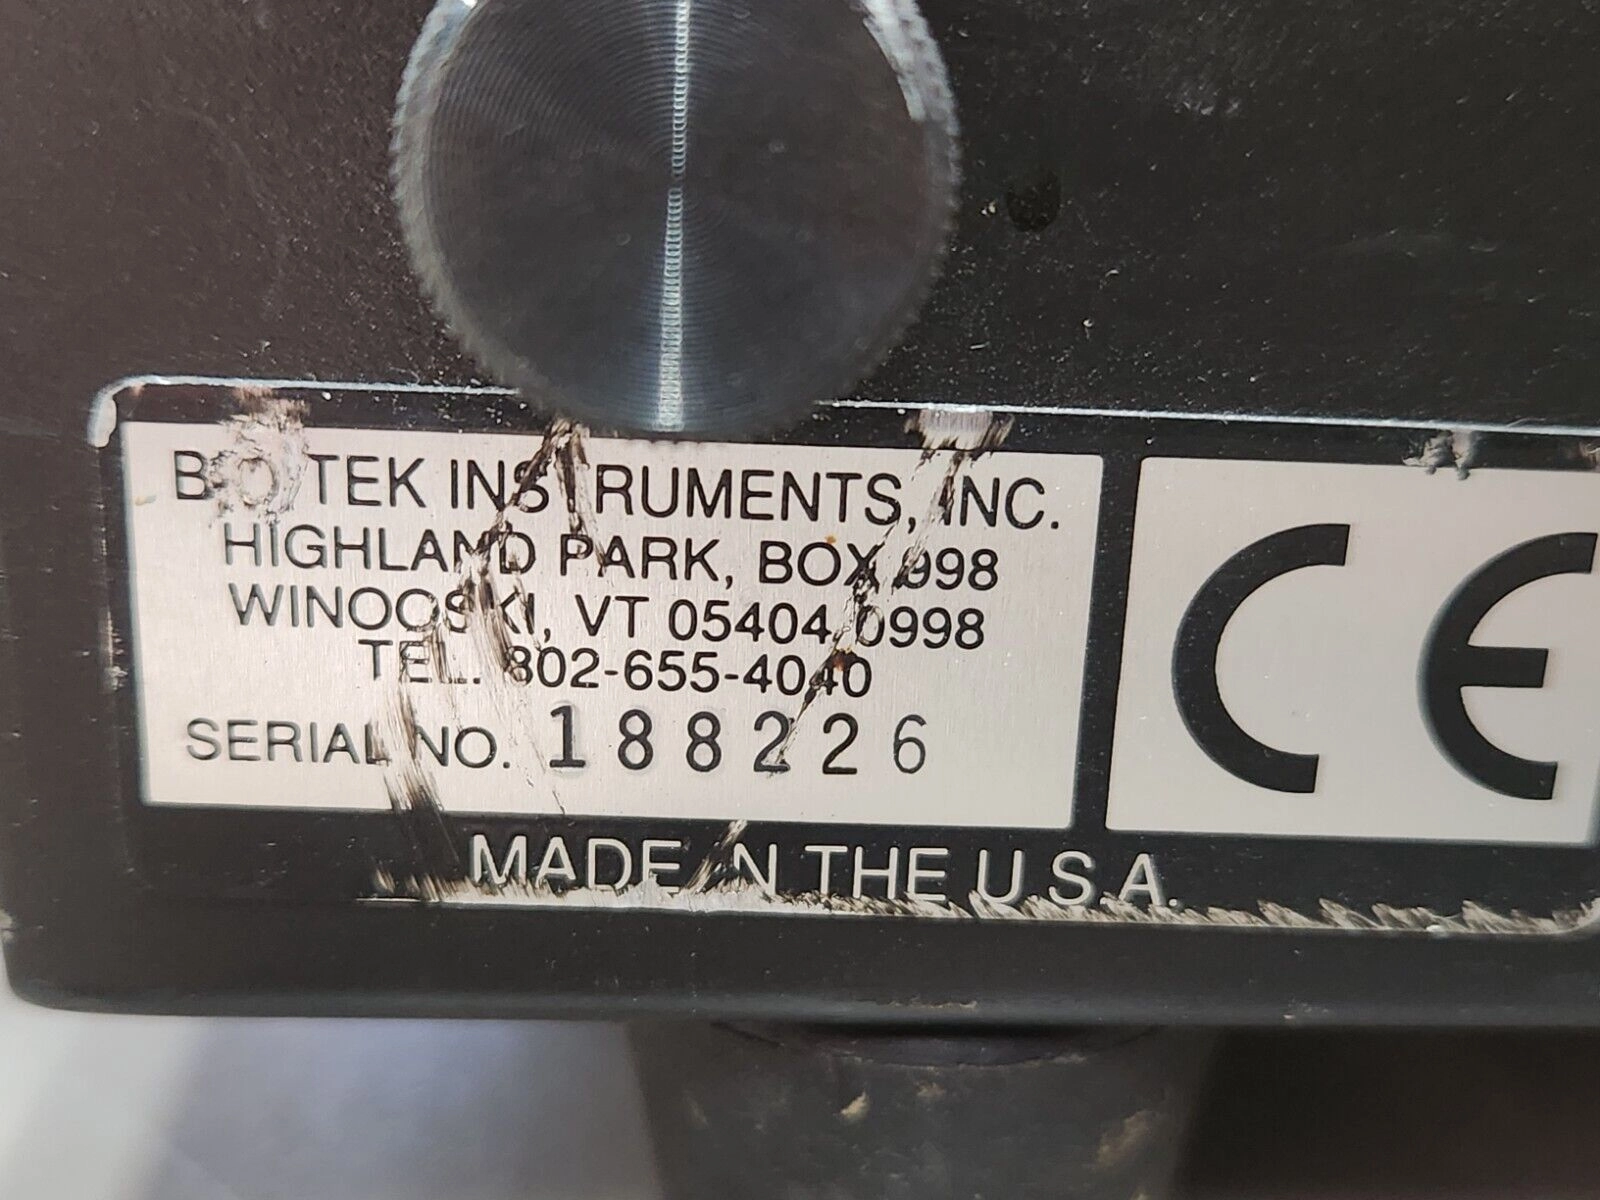 BIO-TEK INSTRUMENTS, INC.
HIGHLAND PARK, BOX 998
WINOOSKI, VT 05404-0998
TEL. 802-655-4040
SERIAL NO. 188226
MADE IN THE U.S.A.
CE